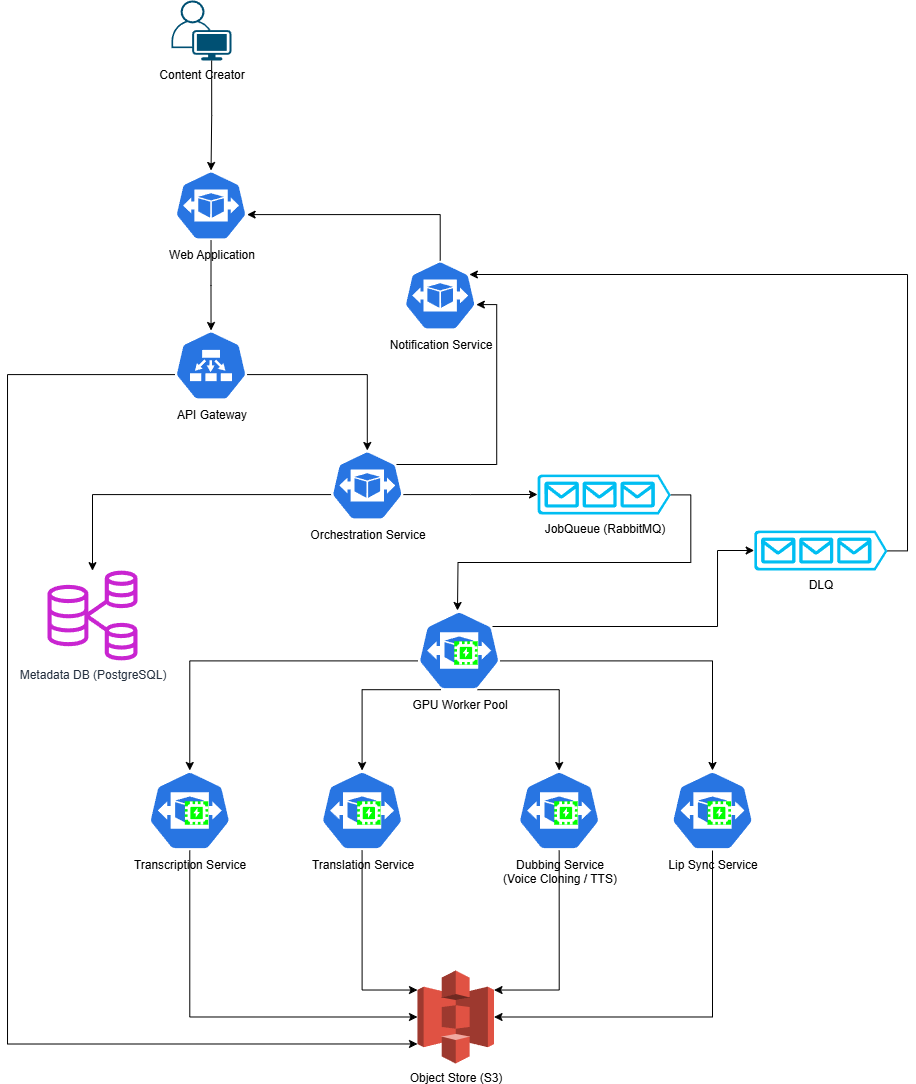 Content Creator
Web Application
Notification Service
API Gateway
Orchestration Service
JobQueue (RabbitMQ)
DLQ
Metadata DB (PostgreSQL)
GPU Worker Pool
Transcription Service
Translation Service
Dubbing Service
(Voice Cloning / TTS)
Lip Sync Service
Object Store (S3)